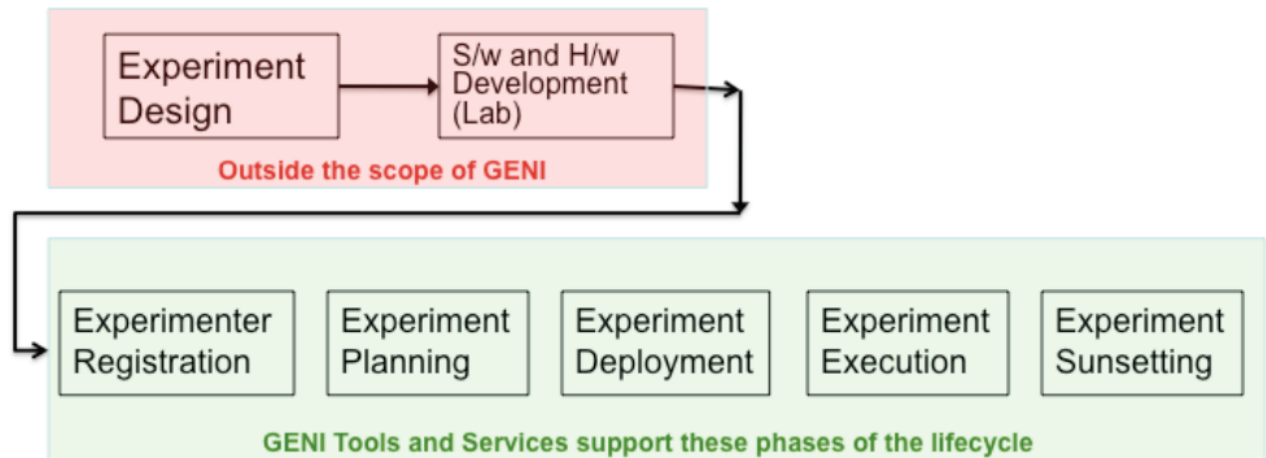 Experiment
Design
S/w and H/w
Development
(Lab)
Outside the scope of GENI
Experimenter
Registration
Experiment
Planning
Experiment
Deployment
Experiment
Execution
Experiment
Sunsetting
GENI Tools and Services support these phases of the lifecycle